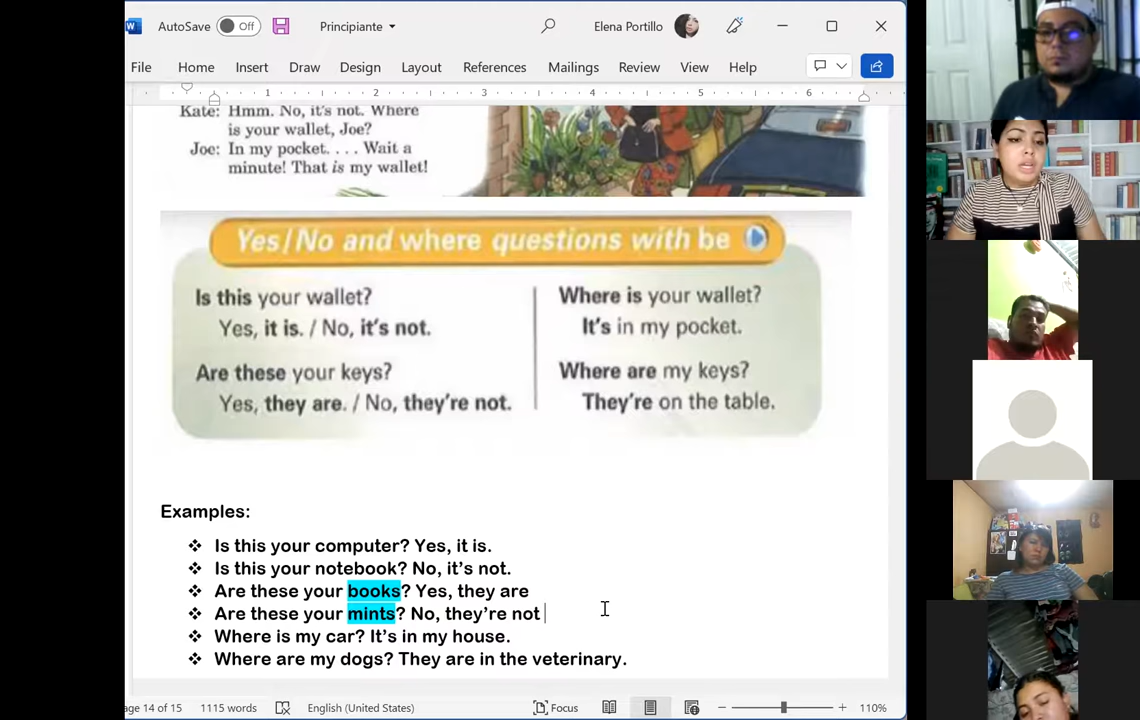 AutoSave Off Principiante Elena Portillo
File Home Insert Draw Design Layout References Mailings Review View Help
1 2 3 4 5 6
Kate: Hmm. No, it's not. Where
is your wallet, Joe?
Joe: In my pocket. . . . Wait a
minute! That is my wallet!
Yes/No and where questions with be
Is this your wallet?
Yes, it is. / No, it's not.
Are these your keys?
Yes, they are. / No, they're not.
Where is your wallet?
It's in my pocket.
Where are my keys?
They're on the table.
Examples:
❖ Is this your computer? Yes, it is.
❖ Is this your notebook? No, it's not.
❖ Are these your books? Yes, they are
❖ Are these your mints? No, they're not
❖ Where is my car? It's in my house.
❖ Where are my dogs? They are in the veterinary.
age 14 of 15 1115 words English (United States) Focus 110%